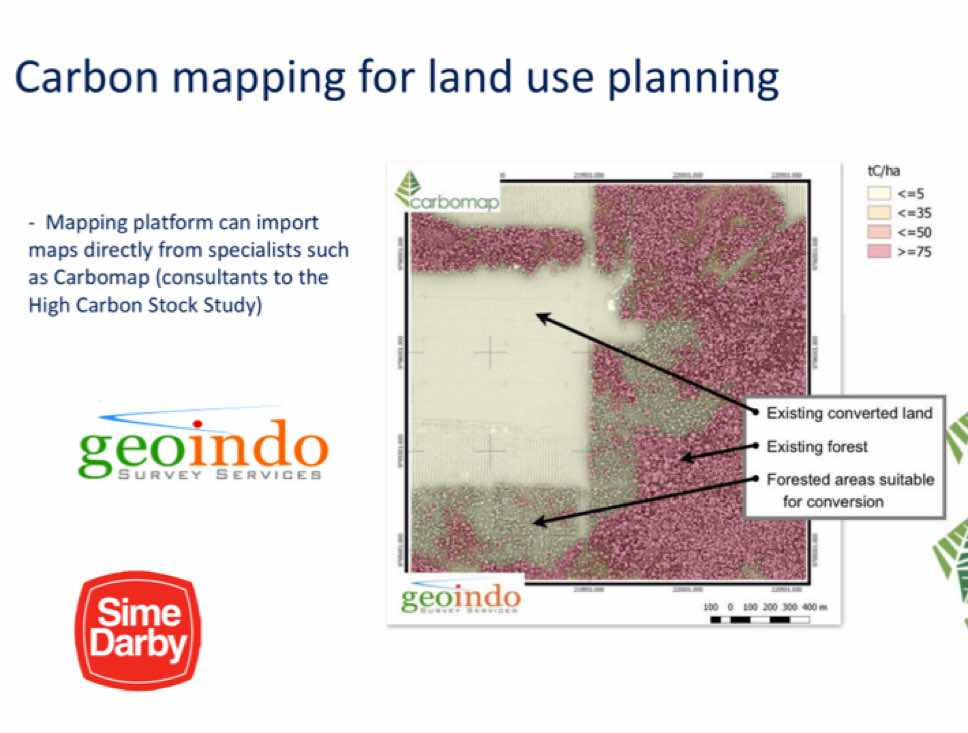 Carbon mapping for land use planning
- Mapping platform can import
maps directly from specialists such
as Carbomap (consultants to the
High Carbon Stock Study)
geoindo
SURVEY SERVICES
Sime
Darby
carbomap
tC/ha
<=5
<=35
<=50
>=75
Existing converted land
Existing forest
Forested areas suitable
for conversion
geoindo
SURVEY SERVICES
100 0 100 200 300 400 m